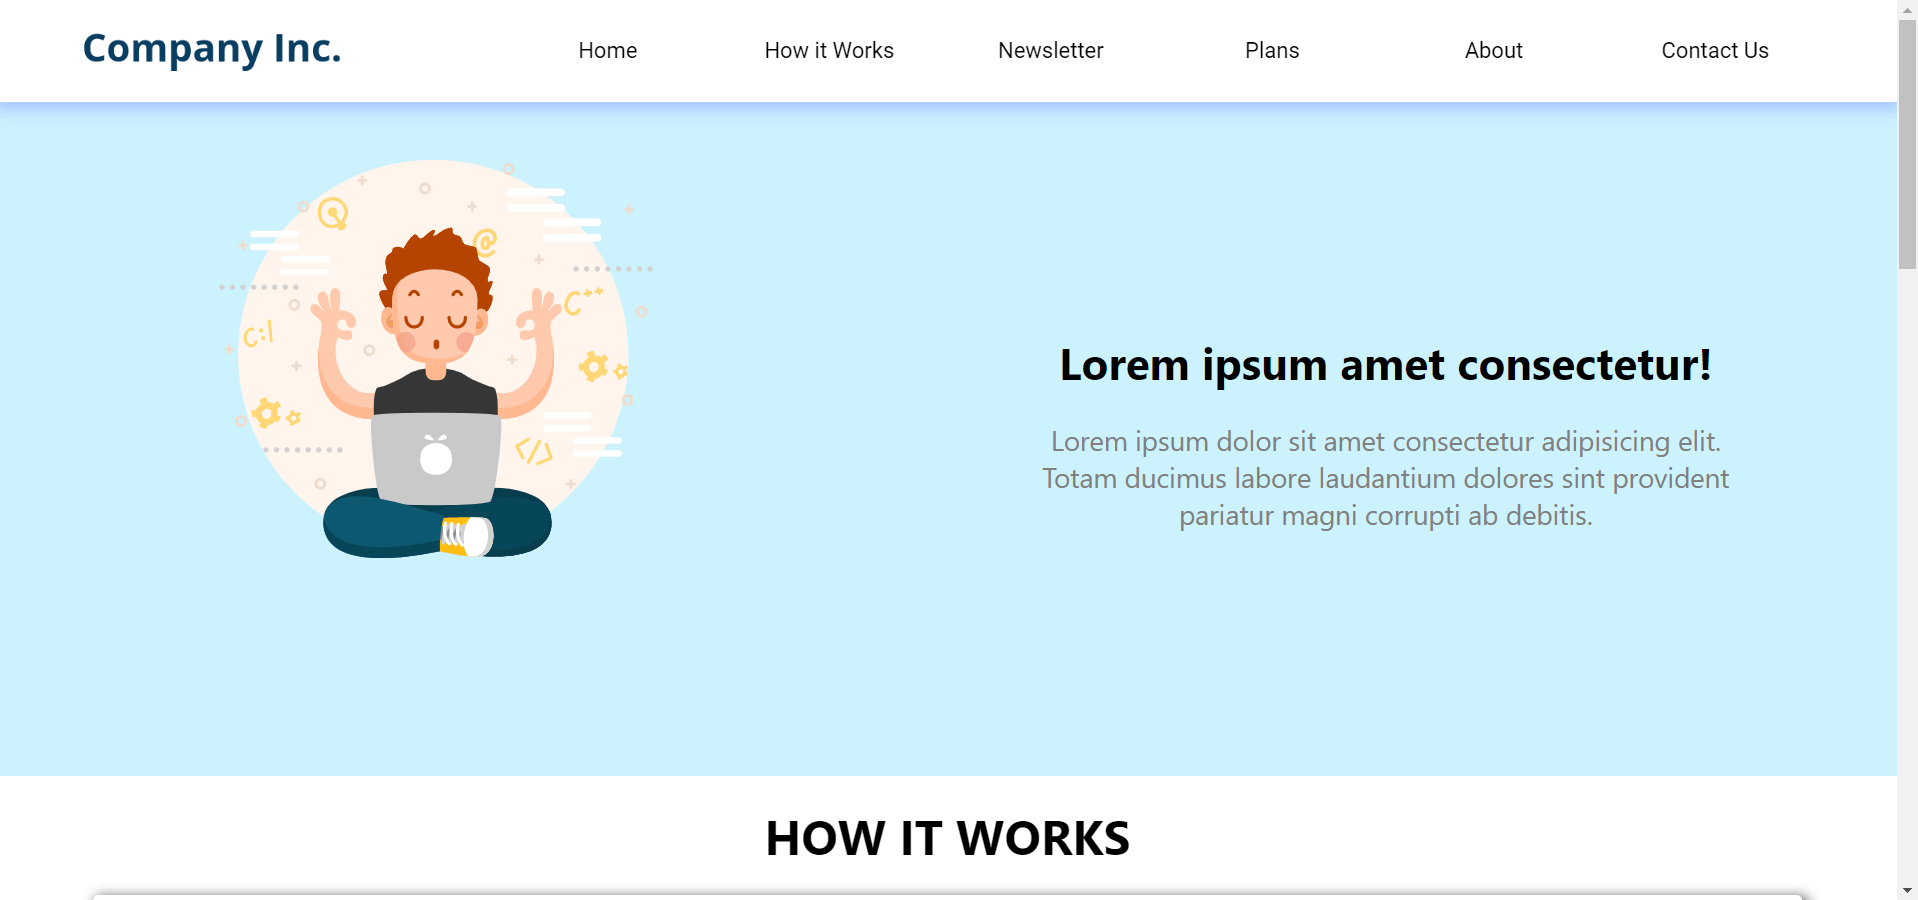 Company Inc.
Home
How it Works
Newsletter
Plans
About
Contact Us
@
C++
C:\
</>
Lorem ipsum amet consectetur!
Lorem ipsum dolor sit amet consectetur adipisicing elit.
Totam ducimus labore laudantium dolores sint provident
pariatur magni corrupti ab debitis.
HOW IT WORKS